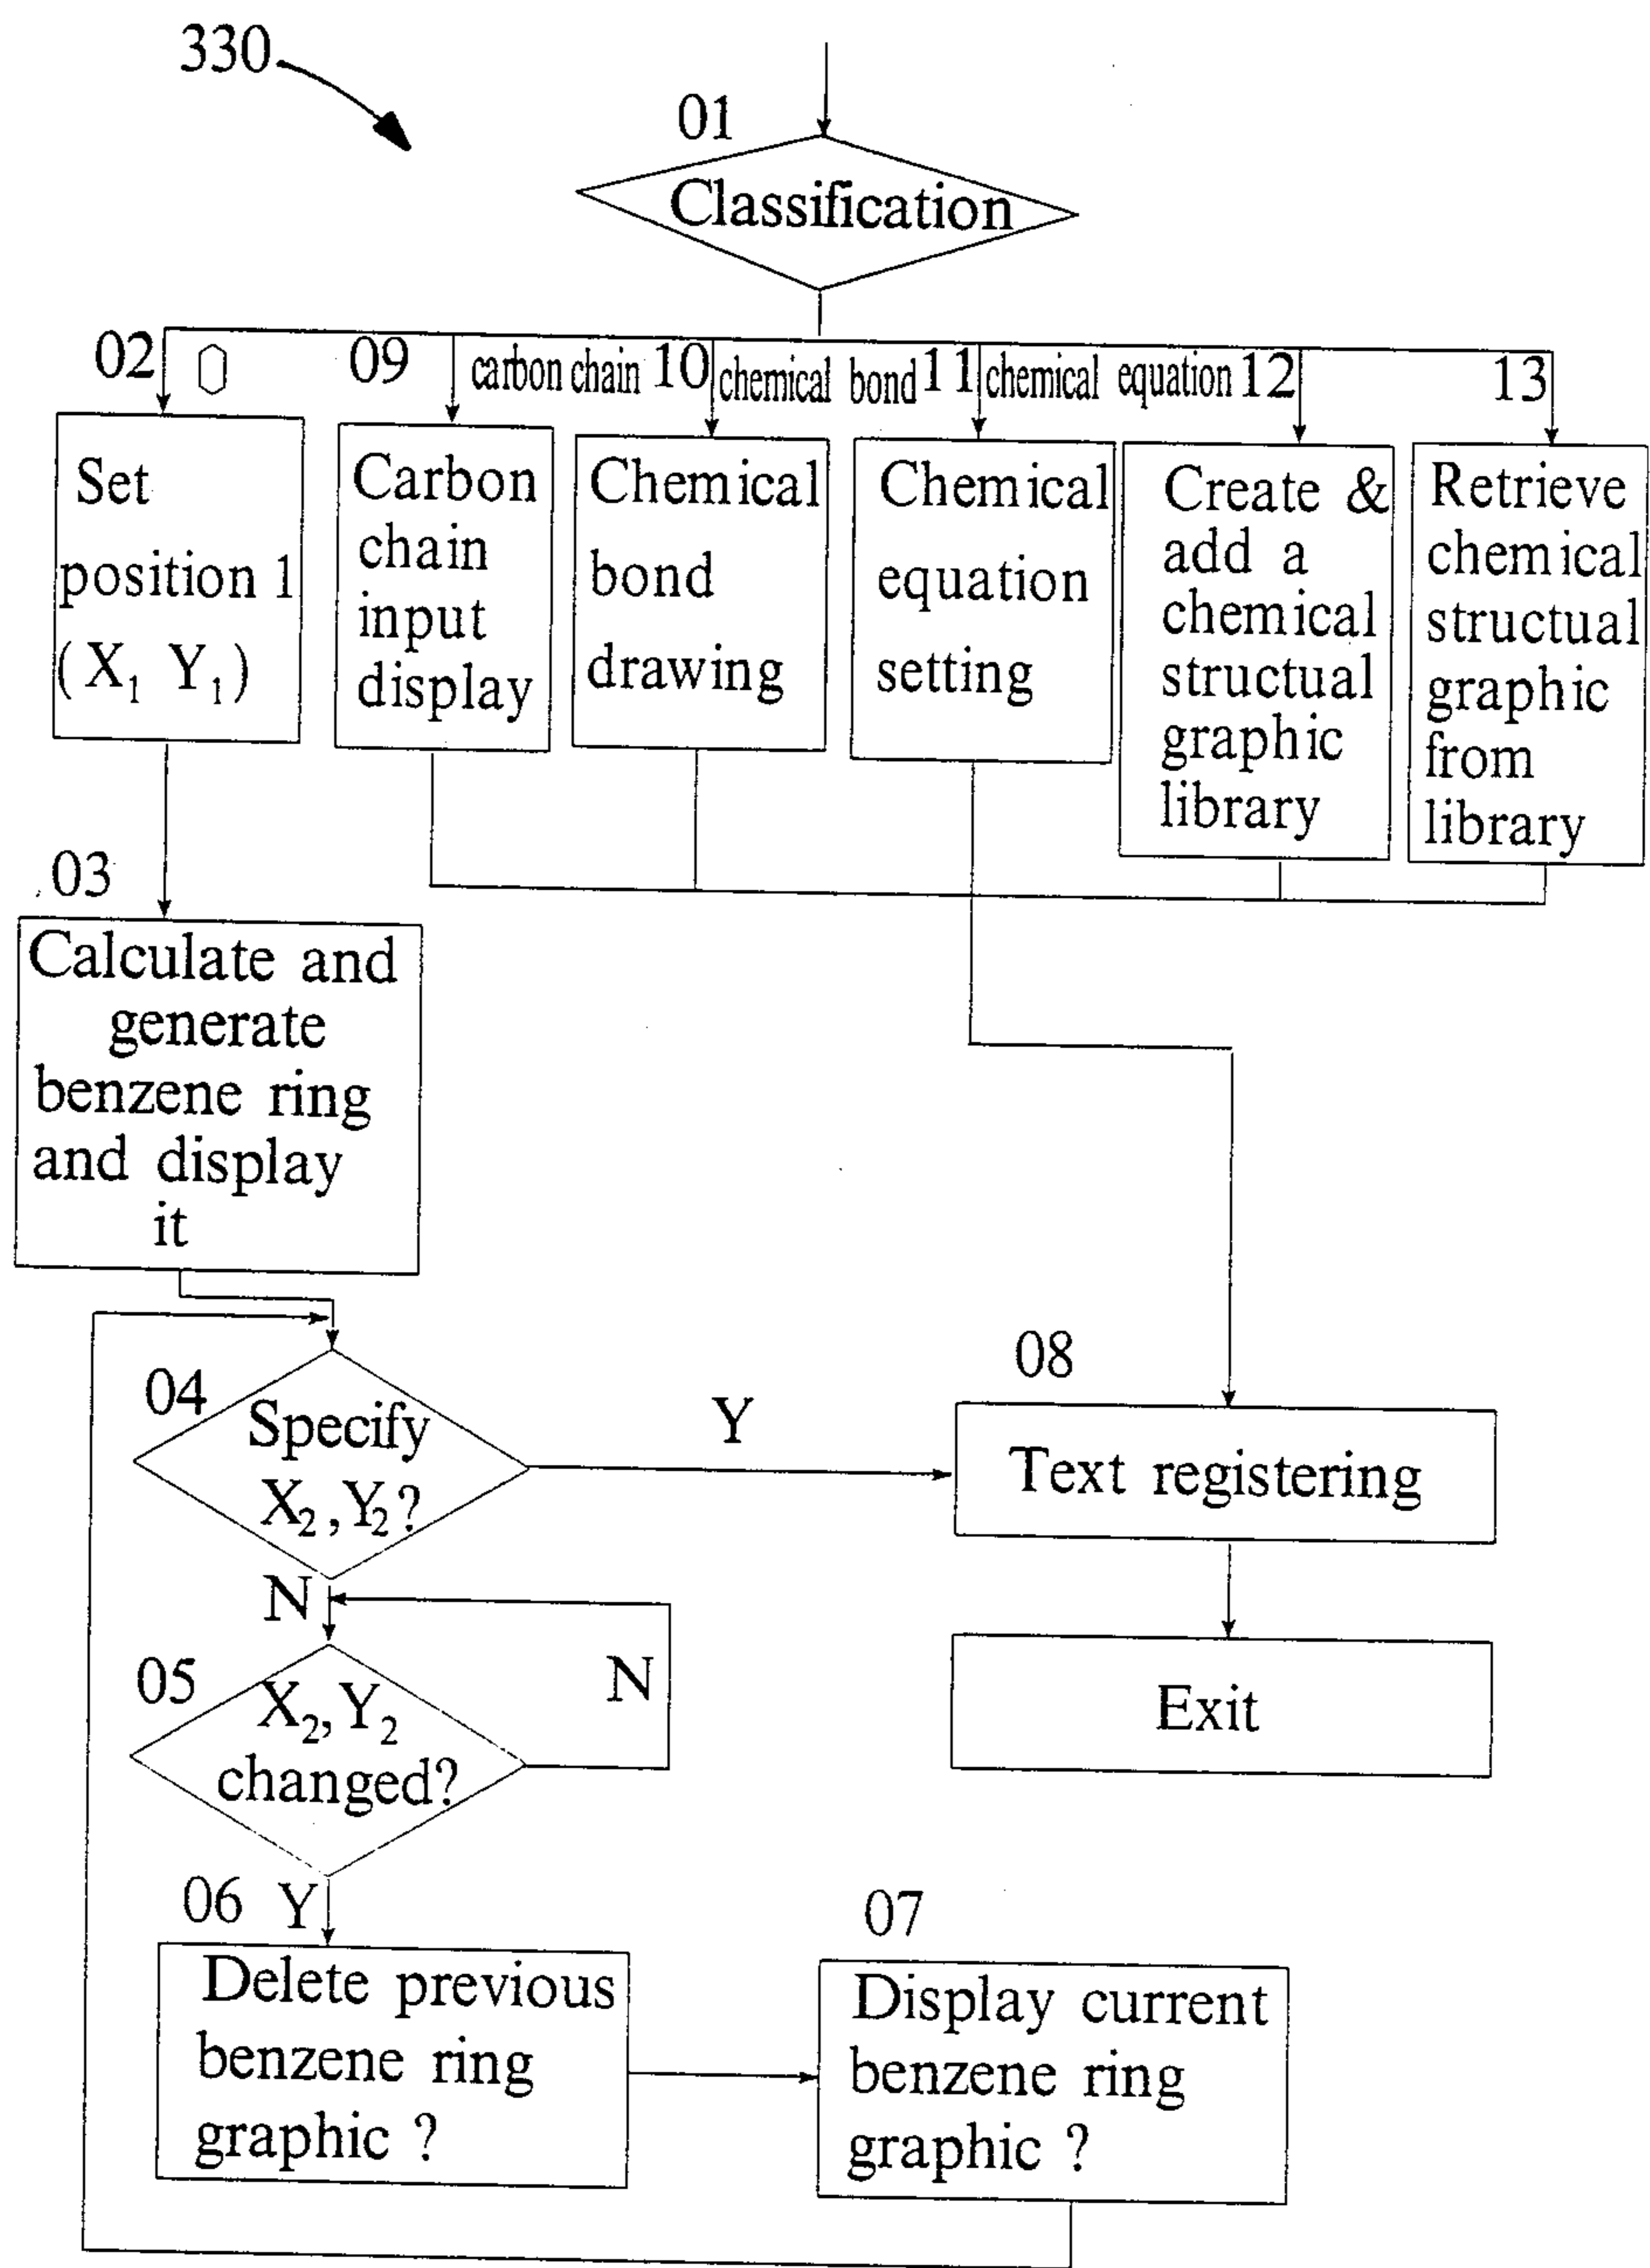 330
01
Classification
02
09
carbon chain 10
chemical bond 11
chemical equation 12
13
Set
position 1
(X₁ Y₁)
Carbon
chain
input
display
Chemical
bond
drawing
Chemical
equation
setting
Create &
add a
chemical
structual
graphic
library
Retrieve
chemical
structual
graphic
from
library
03
Calculate and
generate
benzene ring
and display
it
04
Specify
X₂,Y₂?
Y
08
Text registering
N
05
X₂,Y₂
changed?
N
Exit
06
Y
Delete previous
benzene ring
graphic ?
07
Display current
benzene ring
graphic ?